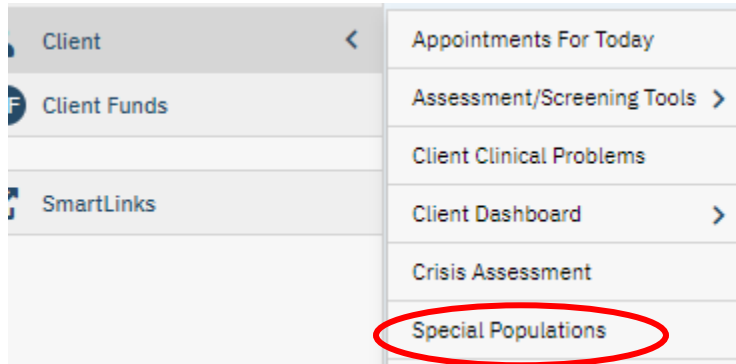 Client
Client Funds
SmartLinks
Appointments For Today
Assessment/Screening Tools
Client Clinical Problems
Client Dashboard
Crisis Assessment
Special Populations